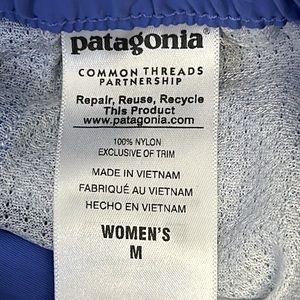 patagonia®
COMMON THREADS
PARTNERSHIP
Repair, Reuse, Recycle
This Product
www.patagonia.com
100% NYLON
EXCLUSIVE OF TRIM
MADE IN VIETNAM
FABRIQUÉ AU VIETNAM
HECHO EN VIETNAM
WOMEN'S
M